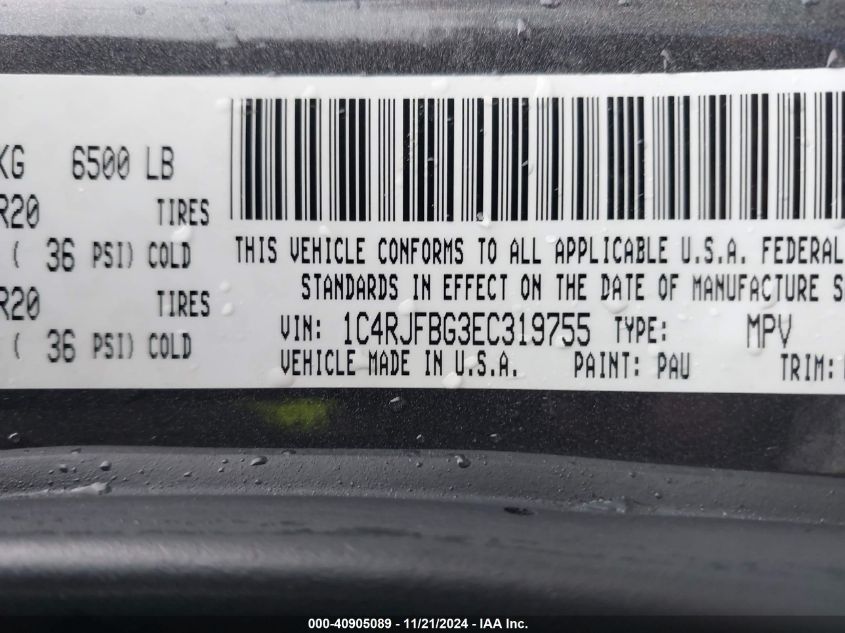 KG 6500 LB
R20 TIRES
( 36 PSI) COLD
R20 TIRES
( 36 PSI) COLD
THIS VEHICLE CONFORMS TO ALL APPLICABLE U.S.A. FEDERAL
STANDARDS IN EFFECT ON THE DATE OF MANUFACTURE S
VIN: 1C4RJFBG3EC319755 TYPE: MPV
VEHICLE MADE IN U.S.A. PAINT: PAU TRIM:
000-40905089 - 11/21/2024 - IAA Inc.